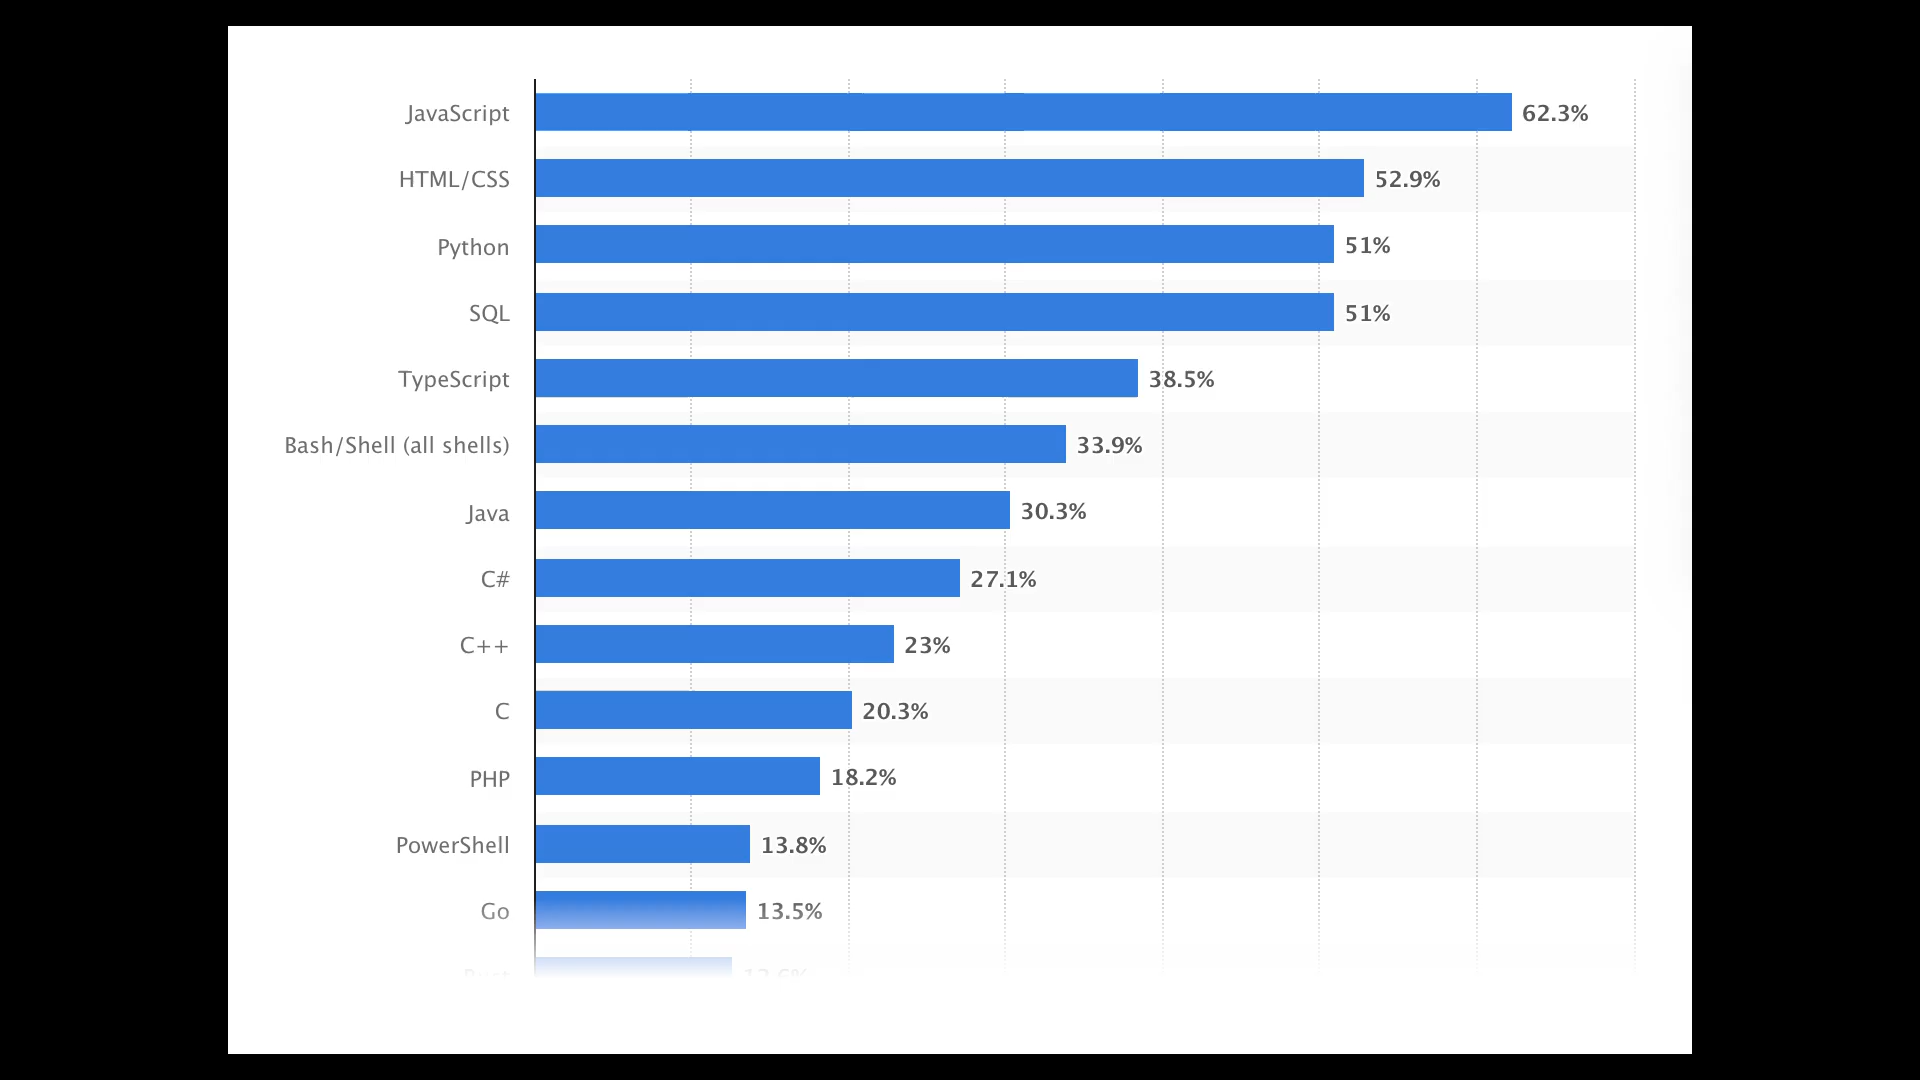 JavaScript 62.3%
HTML/CSS 52.9%
Python 51%
SQL 51%
TypeScript 38.5%
Bash/Shell (all shells) 33.9%
Java 30.3%
C# 27.1%
C++ 23%
C 20.3%
PHP 18.2%
PowerShell 13.8%
Go 13.5%